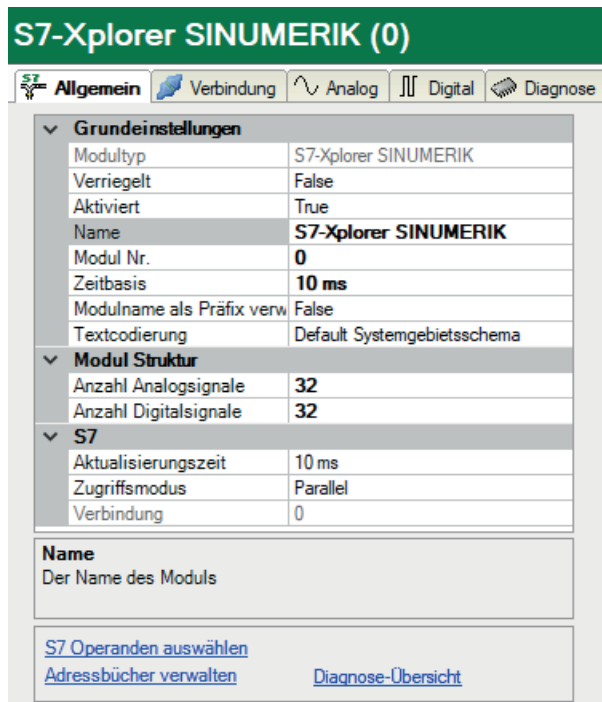 S7-Xplorer SINUMERIK (0)
S7 Allgemein Verbindung Analog Digital Diagnose
Grundeinstellungen
Modultyp S7-Xplorer SINUMERIK
Verriegelt False
Aktiviert True
Name S7-Xplorer SINUMERIK
Modul Nr. 0
Zeitbasis 10 ms
Modulname als Präfix verw False
Textcodierung Default Systemgebietsschema
Modul Struktur
Anzahl Analogsignale 32
Anzahl Digitalsignale 32
S7
Aktualisierungszeit 10 ms
Zugriffsmodus Parallel
Verbindung 0
Name
Der Name des Moduls
S7 Operanden auswählen
Adressbücher verwalten Diagnose-Übersicht